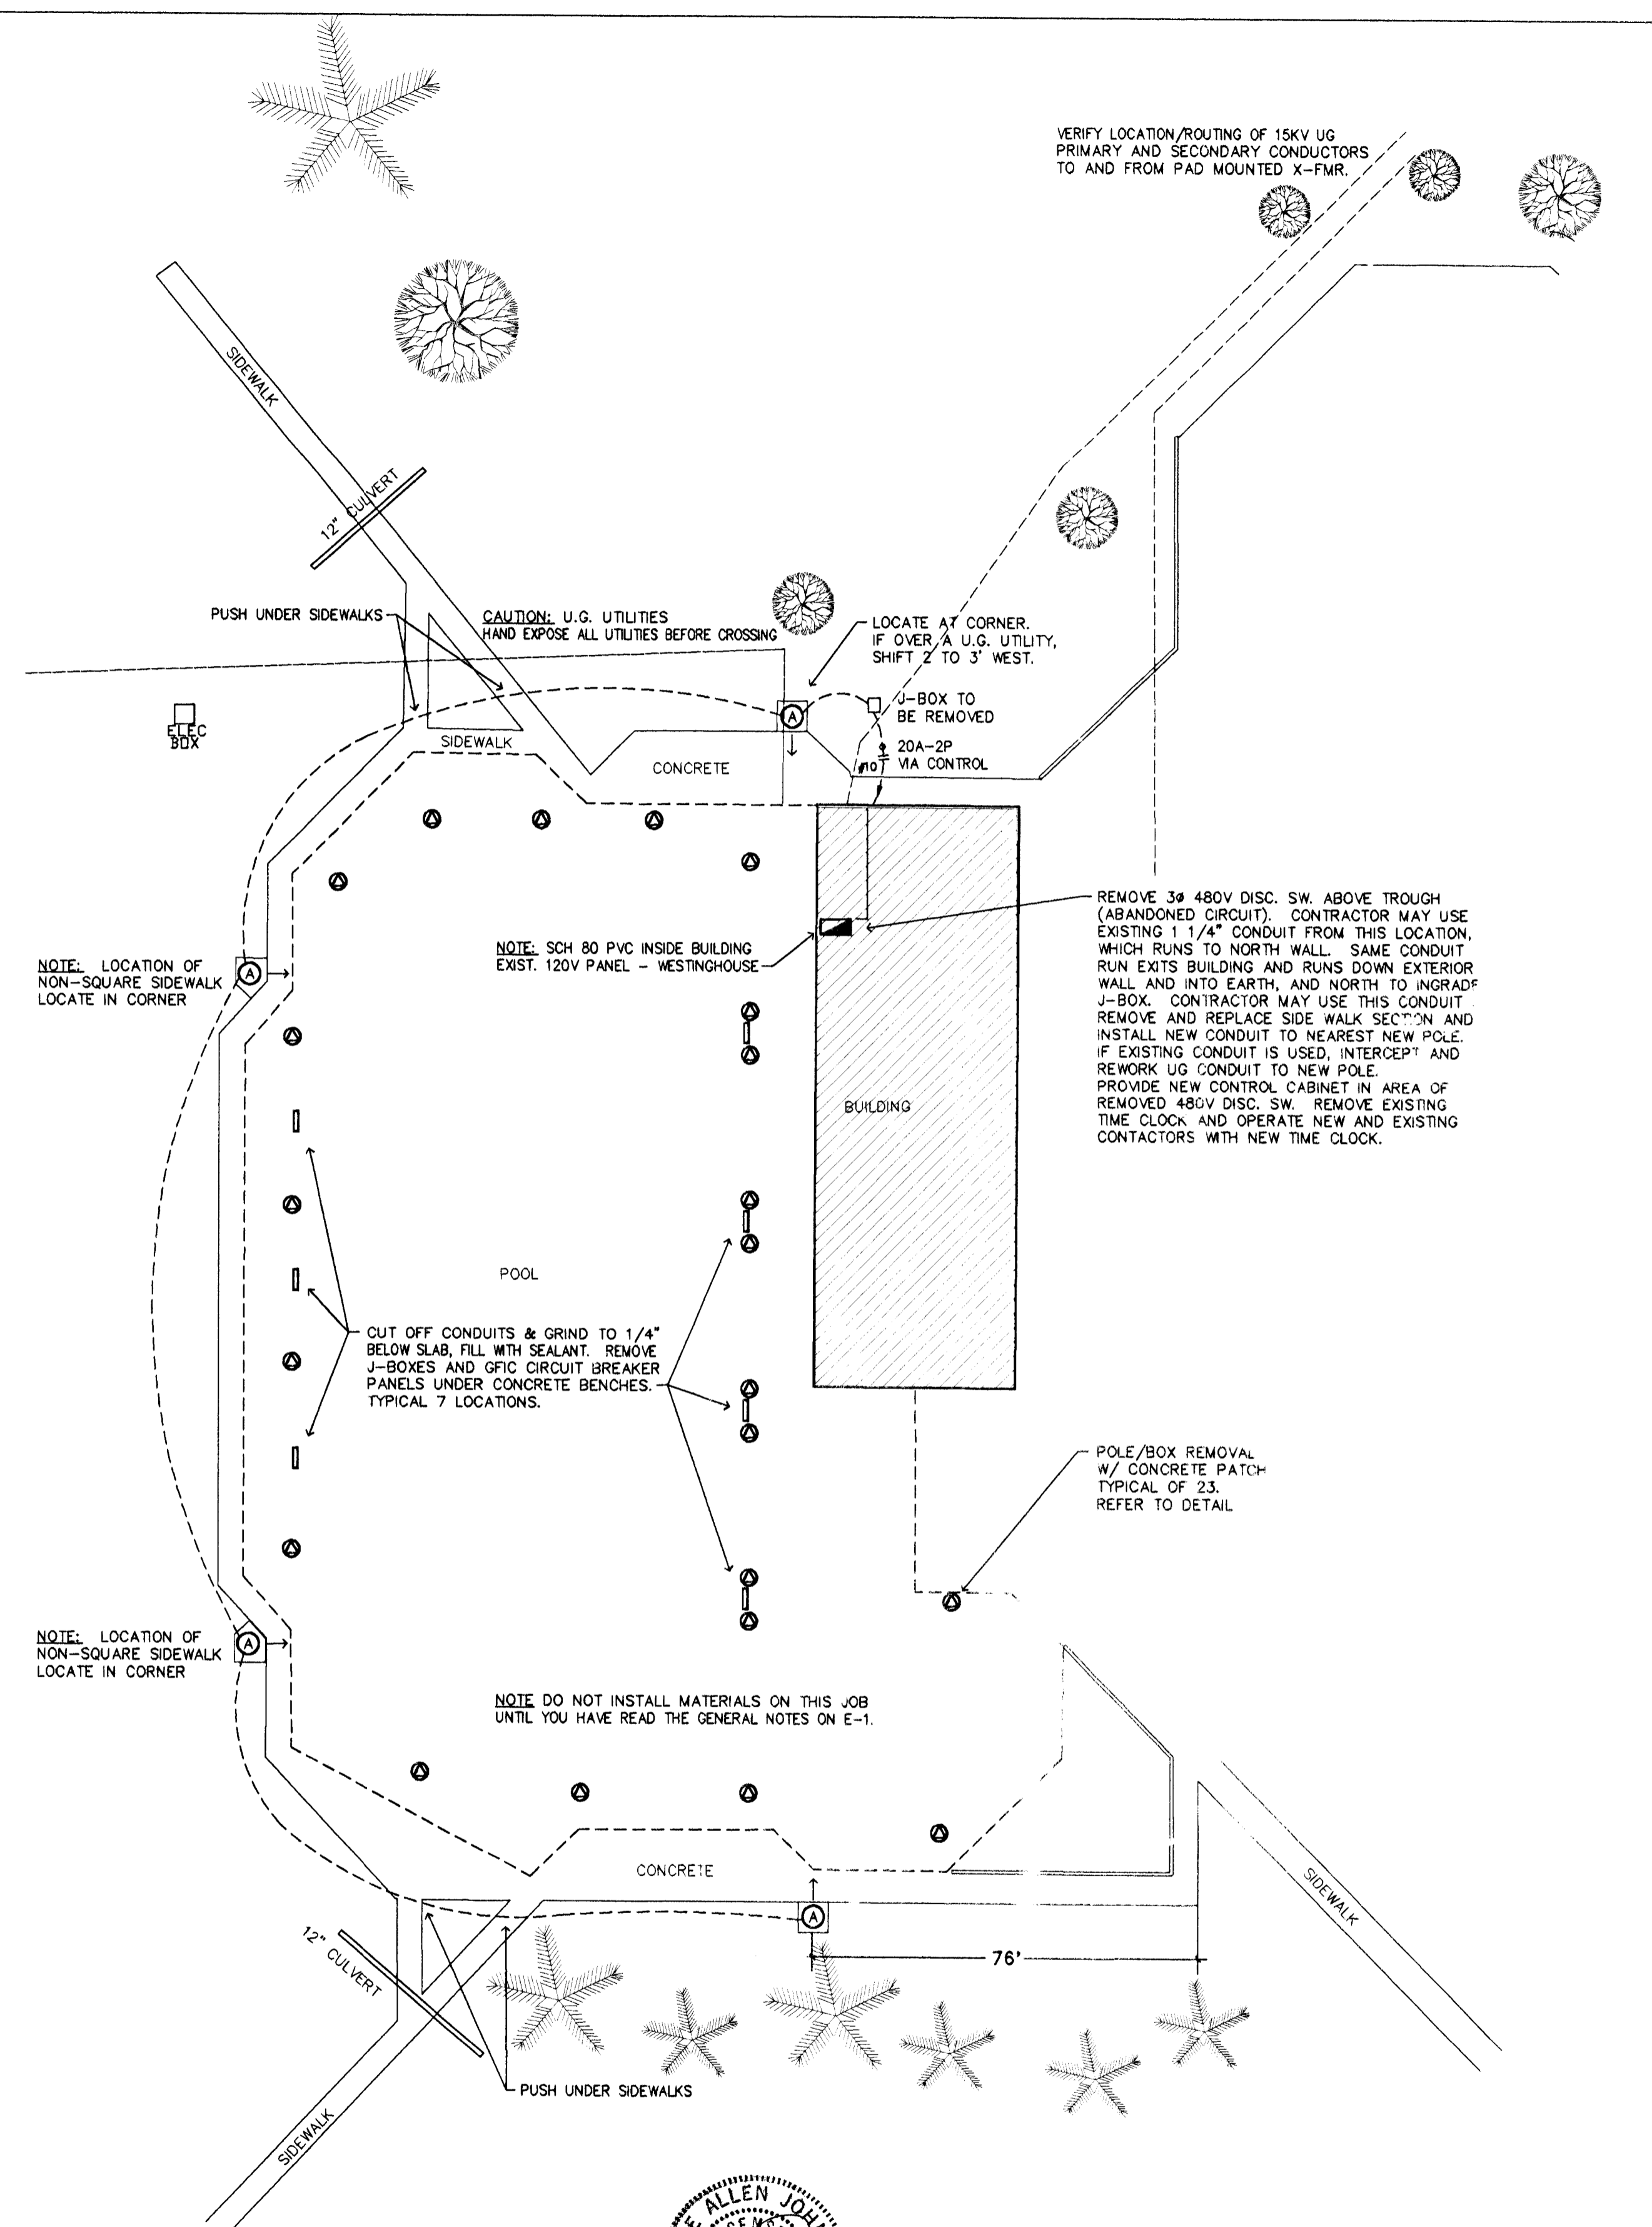 VERIFY LOCATION/ROUTING OF 15KV UG
PRIMARY AND SECONDARY CONDUCTORS
TO AND FROM PAD MOUNTED X-FMR.
SIDEWALK
12" CULVERT
PUSH UNDER SIDEWALKS
CAUTION: U.G. UTILITIES
HAND EXPOSE ALL UTILITIES BEFORE CROSSING
LOCATE AT CORNER.
IF OVER A U.G. UTILITY,
SHIFT 2 TO 3' WEST.
ELEC
BOX
A
J-BOX TO
BE REMOVED
SIDEWALK
CONCRETE
#10
20A-2P
VIA CONTROL
REMOVE 3ø 480V DISC. SW. ABOVE TROUGH
(ABANDONED CIRCUIT). CONTRACTOR MAY USE
EXISTING 1 1/4" CONDUIT FROM THIS LOCATION,
WHICH RUNS TO NORTH WALL. SAME CONDUIT
RUN EXITS BUILDING AND RUNS DOWN EXTERIOR
WALL AND INTO EARTH, AND NORTH TO INGRADE
J-BOX. CONTRACTOR MAY USE THIS CONDUIT
REMOVE AND REPLACE SIDE WALK SECTION AND
INSTALL NEW CONDUIT TO NEAREST NEW POLE.
IF EXISTING CONDUIT IS USED, INTERCEPT AND
REWORK UG CONDUIT TO NEW POLE.
PROVIDE NEW CONTROL CABINET IN AREA OF
REMOVED 480V DISC. SW. REMOVE EXISTING
TIME CLOCK AND OPERATE NEW AND EXISTING
CONTACTORS WITH NEW TIME CLOCK.
NOTE: SCH 80 PVC INSIDE BUILDING
EXIST. 120V PANEL - WESTINGHOUSE
NOTE: LOCATION OF
NON-SQUARE SIDEWALK
LOCATE IN CORNER
A
BUILDING
POOL
CUT OFF CONDUITS & GRIND TO 1/4"
BELOW SLAB, FILL WITH SEALANT. REMOVE
J-BOXES AND GFIC CIRCUIT BREAKER
PANELS UNDER CONCRETE BENCHES.
TYPICAL 7 LOCATIONS.
POLE/BOX REMOVAL
W/ CONCRETE PATCH
TYPICAL OF 23.
REFER TO DETAIL
NOTE: LOCATION OF
NON-SQUARE SIDEWALK
LOCATE IN CORNER
A
NOTE DO NOT INSTALL MATERIALS ON THIS JOB
UNTIL YOU HAVE READ THE GENERAL NOTES ON E-1.
CONCRETE
A
SIDEWALK
12" CULVERT
76'
PUSH UNDER SIDEWALKS
SIDEWALK
ALLEN